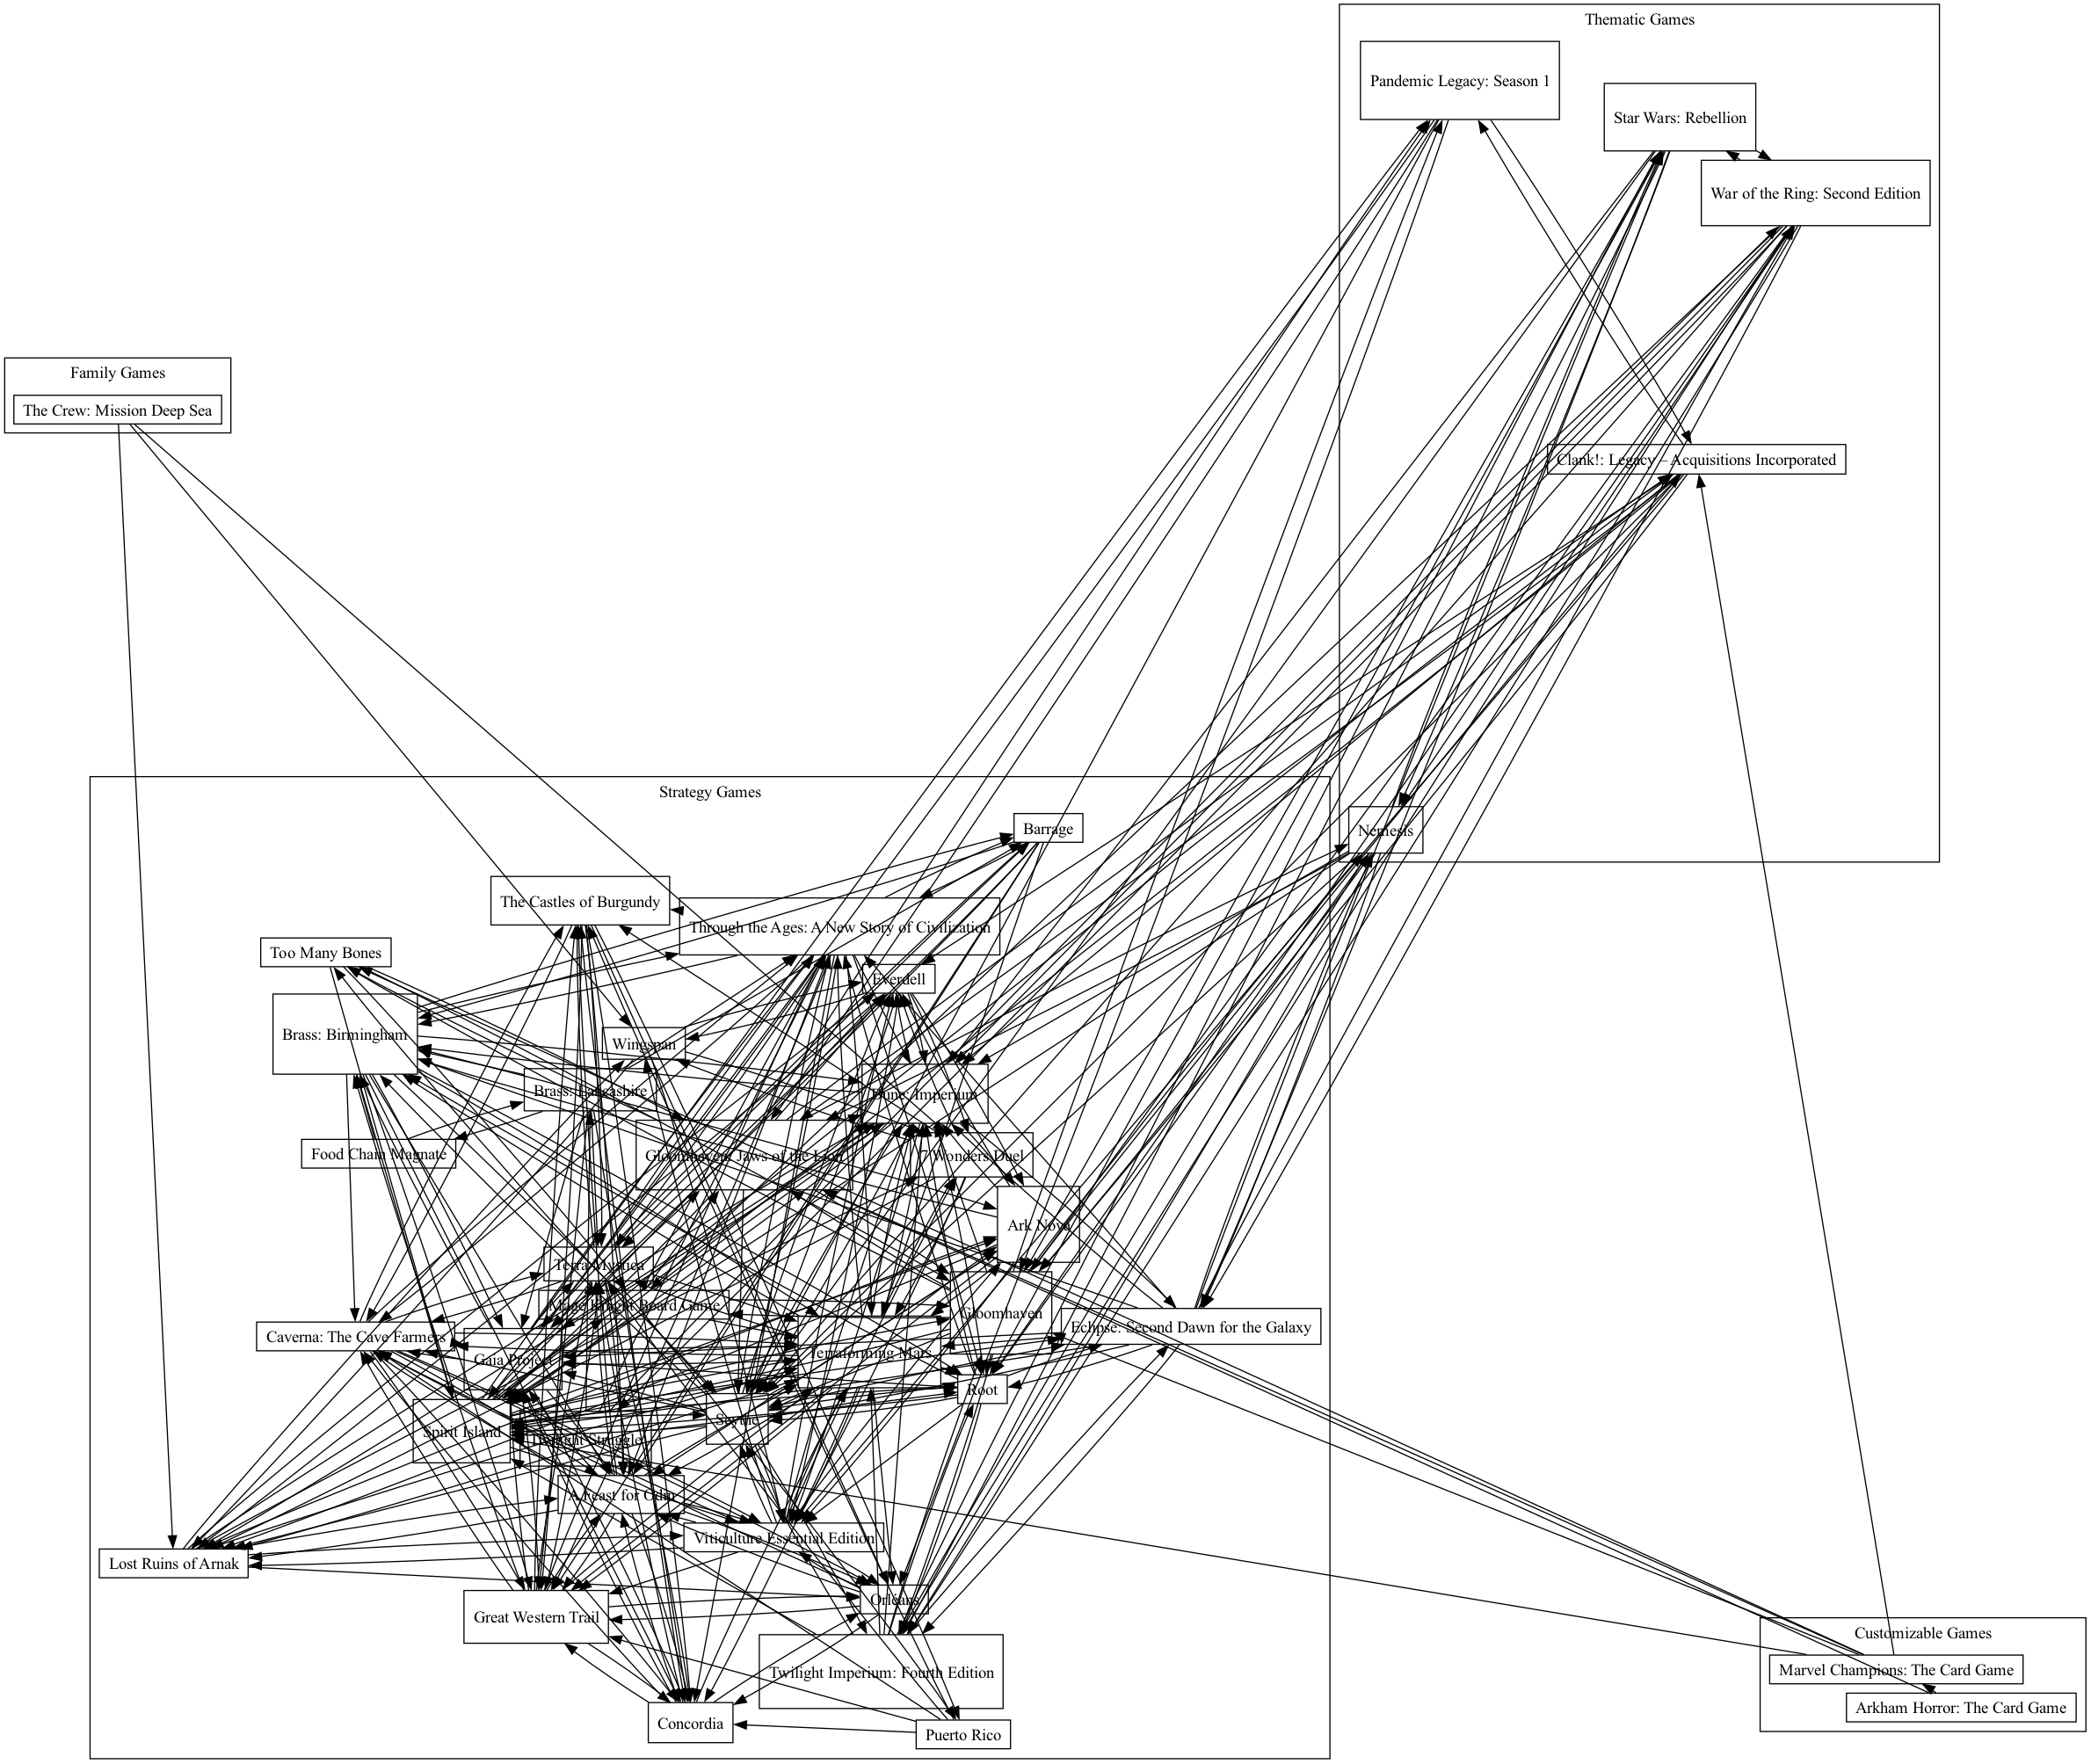 Thematic Games
Pandemic Legacy: Season 1
Star Wars: Rebellion
War of the Ring: Second Edition
Family Games
The Crew: Mission Deep Sea
Clank!: Legacy – Acquisitions Incorporated
Strategy Games
Barrage
Nemesis
The Castles of Burgundy
Through the Ages: A New Story of Civilization
Too Many Bones
Everdell
Brass: Birmingham
Wingspan
Brass: Lancashire
Dune: Imperium
Food Chain Magnate
Gloomhaven: Jaws of the Lion
7 Wonders Duel
Ark Nova
Terra Mystica
Mage Knight Board Game
Gloomhaven
Eclipse: Second Dawn for the Galaxy
Caverna: The Cave Farmers
Gaia Project
Terraforming Mars
Root
Scythe
Spirit Island
Twilight Struggle
A Feast for Odin
Viticulture Essential Edition
Lost Ruins of Arnak
Orléans
Great Western Trail
Customizable Games
Twilight Imperium: Fourth Edition
Marvel Champions: The Card Game
Arkham Horror: The Card Game
Concordia
Puerto Rico